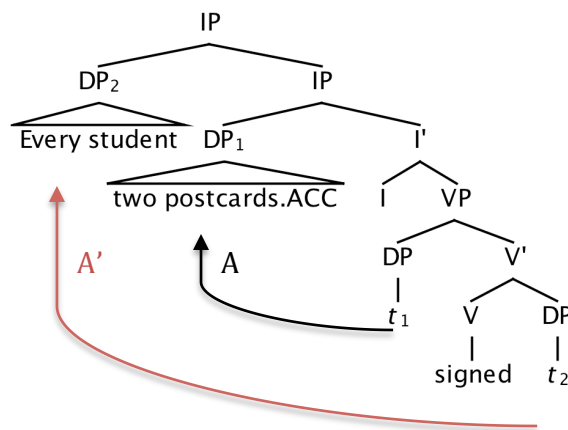 IP
DP₂ IP
Every student DP₁ I'
two postcards.ACC I VP
A' A DP V'
t₁ V DP
signed t₂